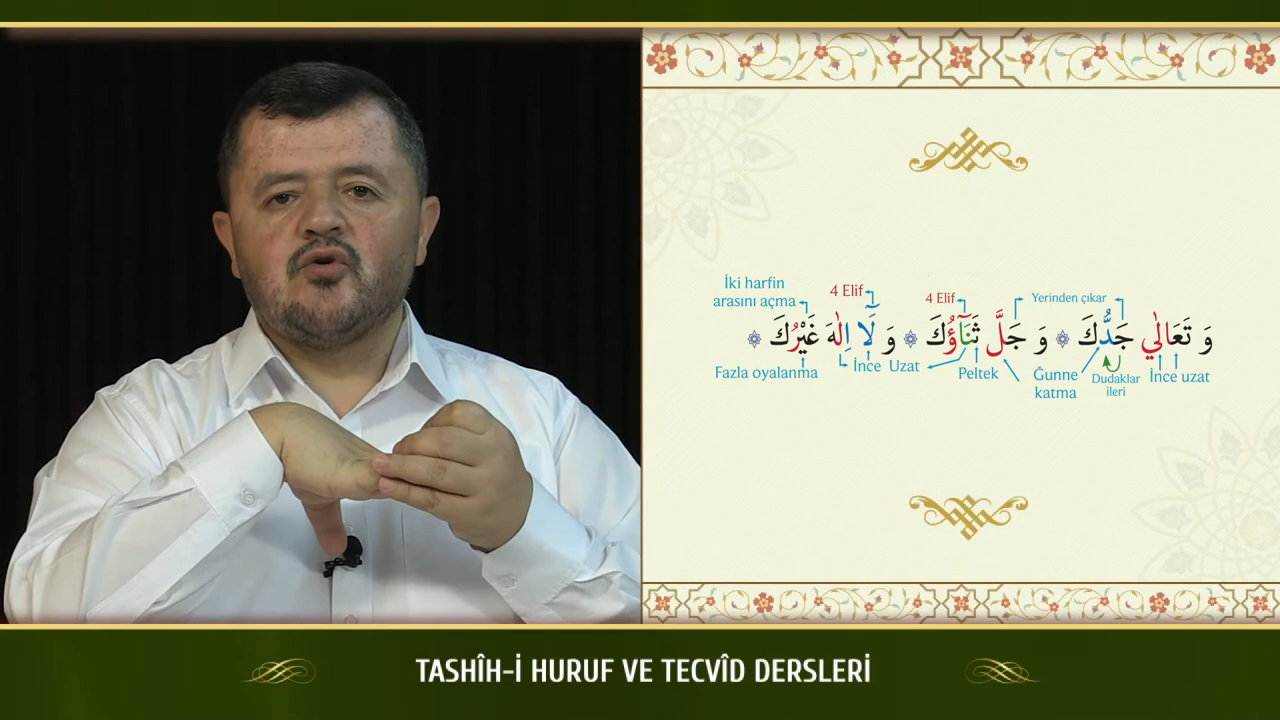 İki harfin
arasını açma
4 Elif
4 Elif
Yerinden çıkar
وَ تَعَالٰي جَدُّكَ ۞ وَ جَلَّ ثَنَآؤُكَ ۞ وَ لَٓا اِلٰهَ غَيْرُكَ ۞
Fazla oyalanma
İnce Uzat
Peltek
Ğunne
katma
Dudaklar
ileri
İnce uzat
TASHÎH-İ HURUF VE TECVÎD DERSLERİ